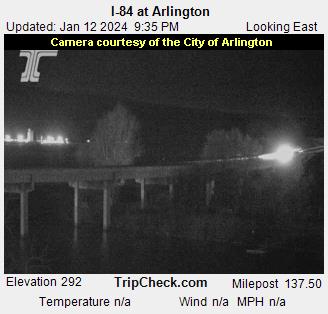 I-84 at Arlington
Updated: Jan 12 2024 9:35 PM Looking East
Camera courtesy of the City of Arlington
Elevation 292 TripCheck.com Milepost 137.50
Temperature n/a Wind n/a MPH n/a